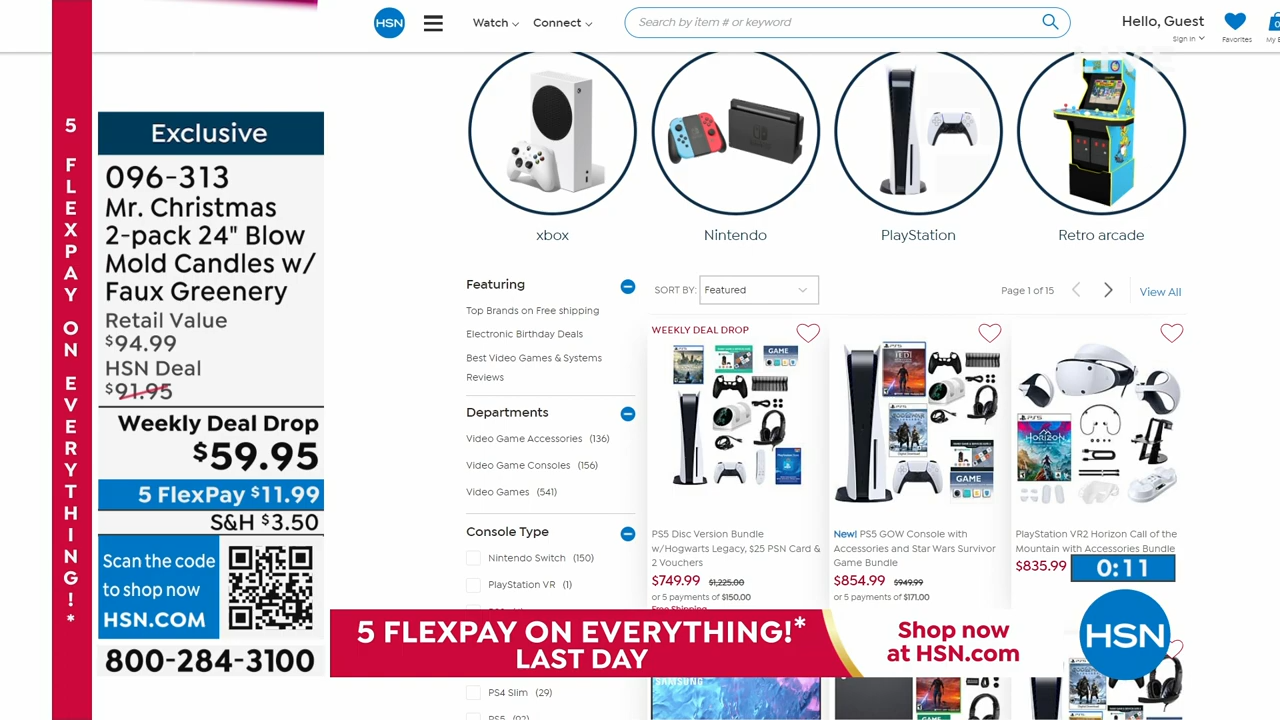 HSN
Watch
Connect
Search by item # or keyword
Hello, Guest
Sign In
Favorites
5 FLEXPAY ON EVERYTHING!*
Exclusive
096-313
Mr. Christmas
2-pack 24" Blow
Mold Candles w/
Faux Greenery
Retail Value
$94.99
HSN Deal
$91.95
Weekly Deal Drop
$59.95
5 FlexPay $11.99
S&H $3.50
Scan the code
to shop now
HSN.COM
800-284-3100
xbox
Nintendo
PlayStation
Retro arcade
Featuring
Top Brands on Free shipping
Electronic Birthday Deals
Best Video Games & Systems
Reviews
Departments
Video Game Accessories (136)
Video Game Consoles (156)
Video Games (541)
Console Type
Nintendo Switch (150)
PlayStation VR (1)
PS4 Slim (29)
PS5 (92)
SORT BY: Featured
Page 1 of 15
View All
WEEKLY DEAL DROP
PS5 Disc Version Bundle
w/Hogwarts Legacy, $25 PSN Card &
2 Vouchers
$749.99 $1,225.00
or 5 payments of $150.00
Free Shipping
New! PS5 GOW Console with
Accessories and Star Wars Survivor
Game Bundle
$854.99 $949.99
or 5 payments of $171.00
PlayStation VR2 Horizon Call of the
Mountain with Accessories Bundle
$835.99
0:11
5 FLEXPAY ON EVERYTHING!*
LAST DAY
Shop now
at HSN.com
HSN
SAMSUNG